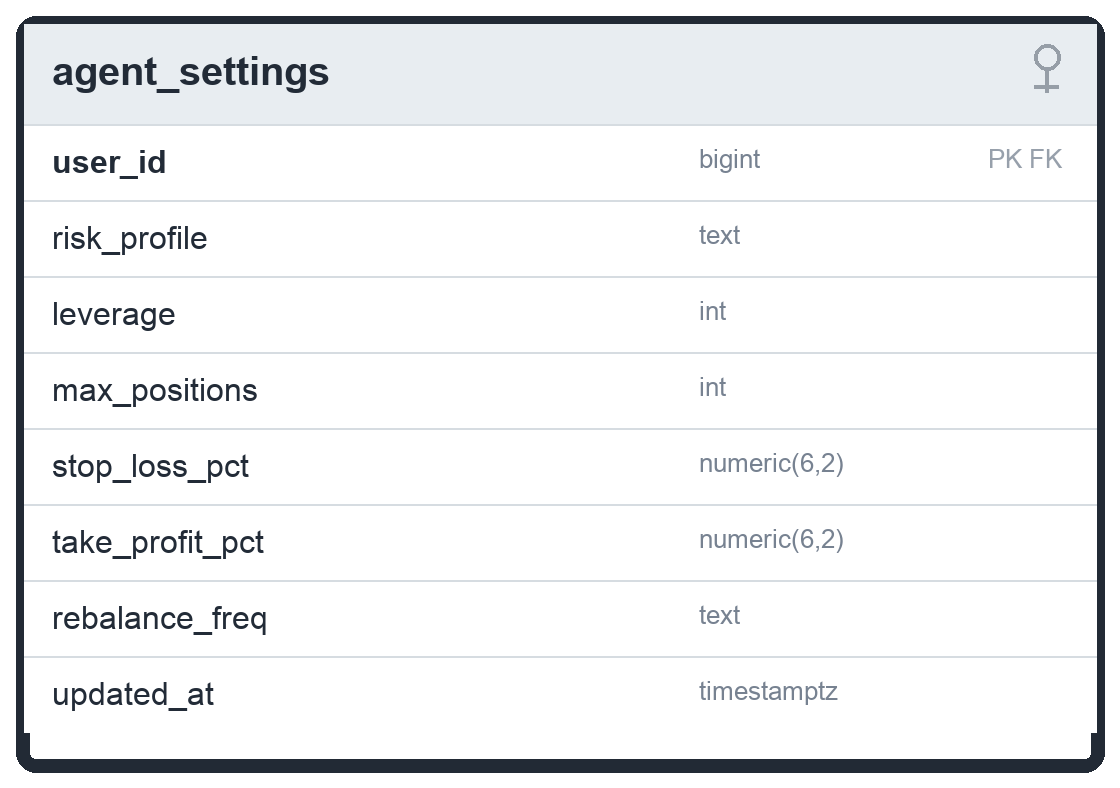 agent_settings
user_id bigint PK FK
risk_profile text
leverage int
max_positions int
stop_loss_pct numeric(6,2)
take_profit_pct numeric(6,2)
rebalance_freq text
updated_at timestamptz